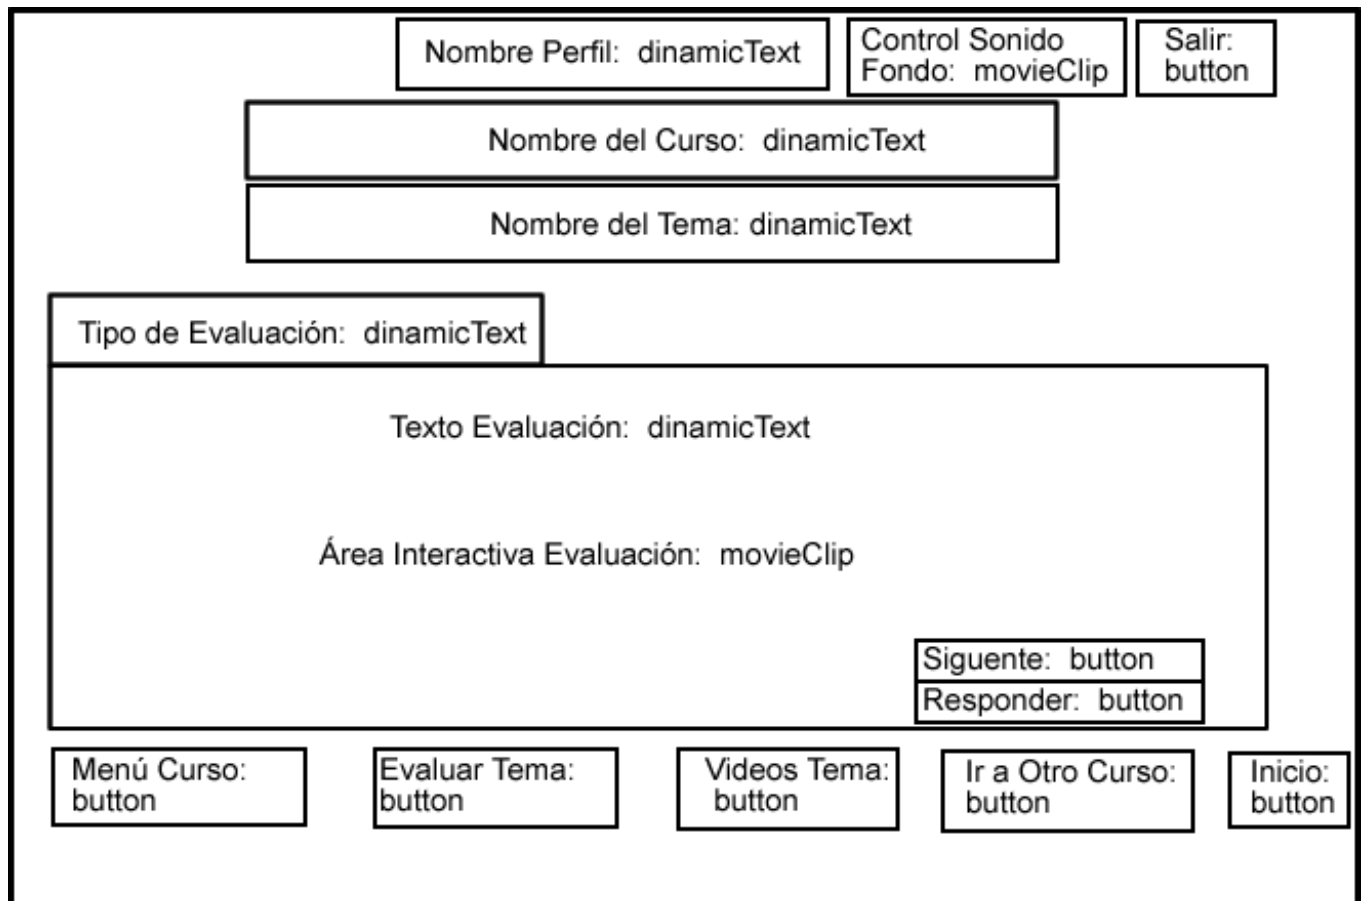 Nombre Perfil: dinamicText
Control Sonido
Fondo: movieClip
Salir:
button
Nombre del Curso: dinamicText
Nombre del Tema: dinamicText
Tipo de Evaluación: dinamicText
Texto Evaluación: dinamicText
Área Interactiva Evaluación: movieClip
Siguente: button
Responder: button
Menú Curso:
button
Evaluar Tema:
button
Videos Tema:
button
Ir a Otro Curso:
button
Inicio:
button